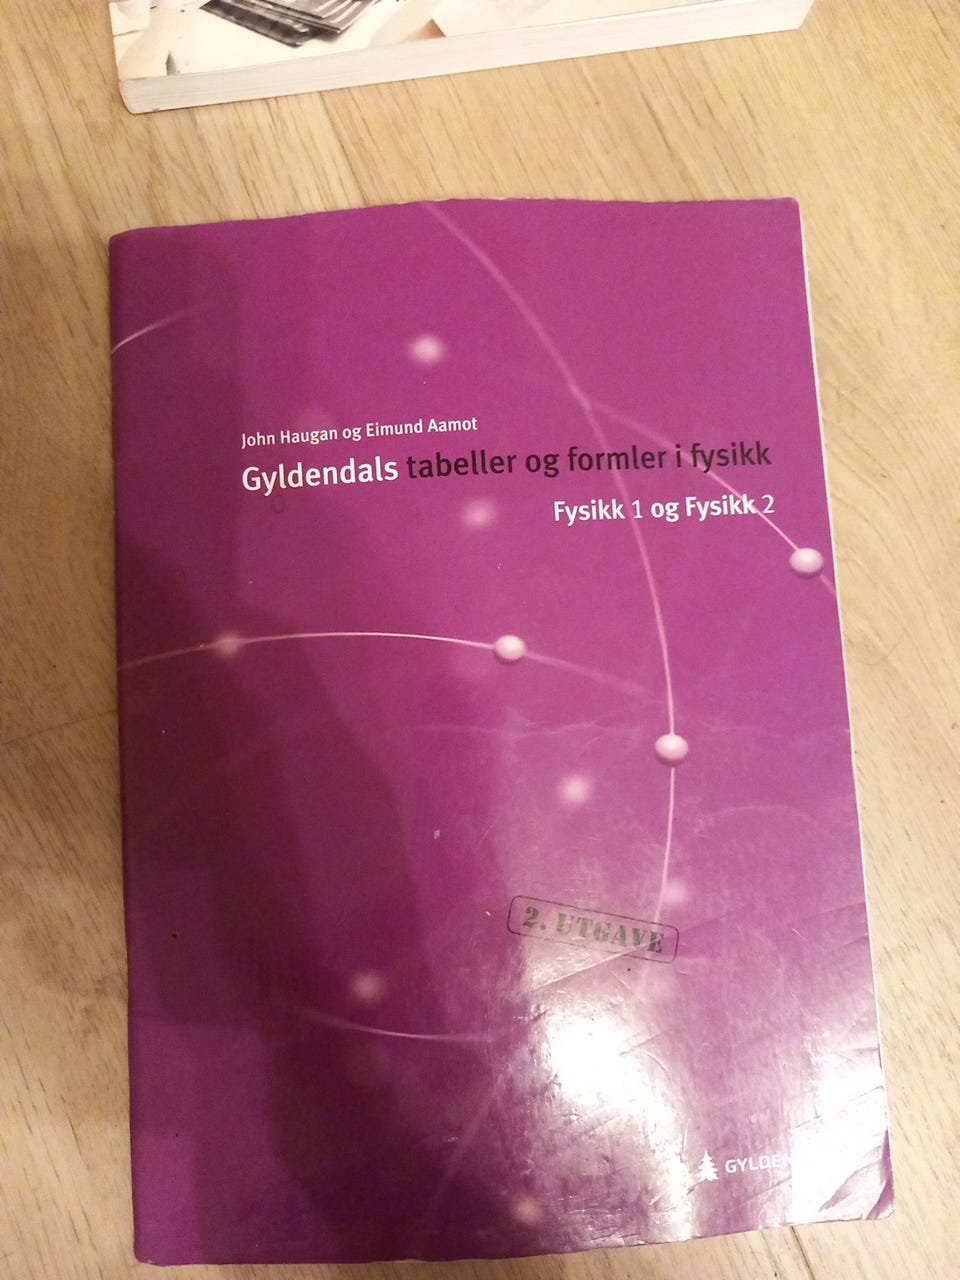 John Haugan og Eimund Aamot
Gyldendals tabeller og formler i fysikk
Fysikk 1 og Fysikk 2
2. UTGAVE